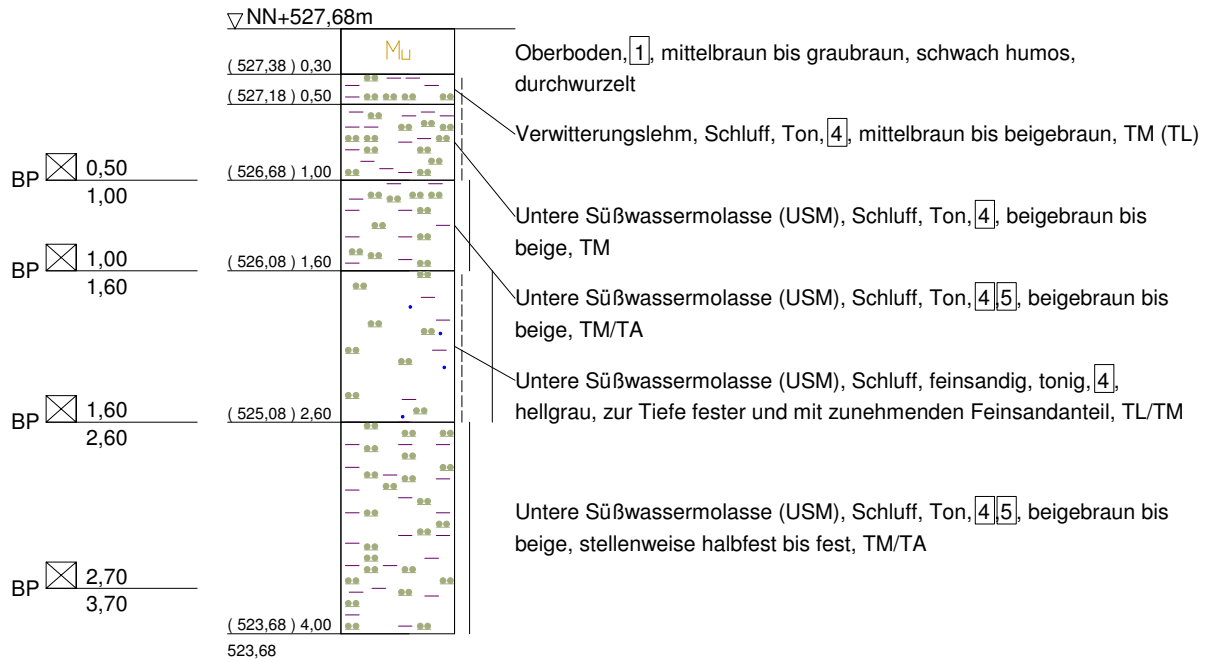 NN+527,68m
Mu
Oberboden, 1, mittelbraun bis graubraun, schwach humos,
durchwurzelt
( 527,38 ) 0,30
( 527,18 ) 0,50
Verwitterungslehm, Schluff, Ton, 4, mittelbraun bis beigebraun, TM (TL)
BP 0,50
1,00
( 526,68 ) 1,00
Untere Süßwassermolasse (USM), Schluff, Ton, 4, beigebraun bis
beige, TM
BP 1,00
1,60
( 526,08 ) 1,60
Untere Süßwassermolasse (USM), Schluff, Ton, 4,5, beigebraun bis
beige, TM/TA
Untere Süßwassermolasse (USM), Schluff, feinsandig, tonig, 4,
hellgrau, zur Tiefe fester und mit zunehmenden Feinsandanteil, TL/TM
BP 1,60
2,60
( 525,08 ) 2,60
Untere Süßwassermolasse (USM), Schluff, Ton, 4,5, beigebraun bis
beige, stellenweise halbfest bis fest, TM/TA
BP 2,70
3,70
( 523,68 ) 4,00
523,68